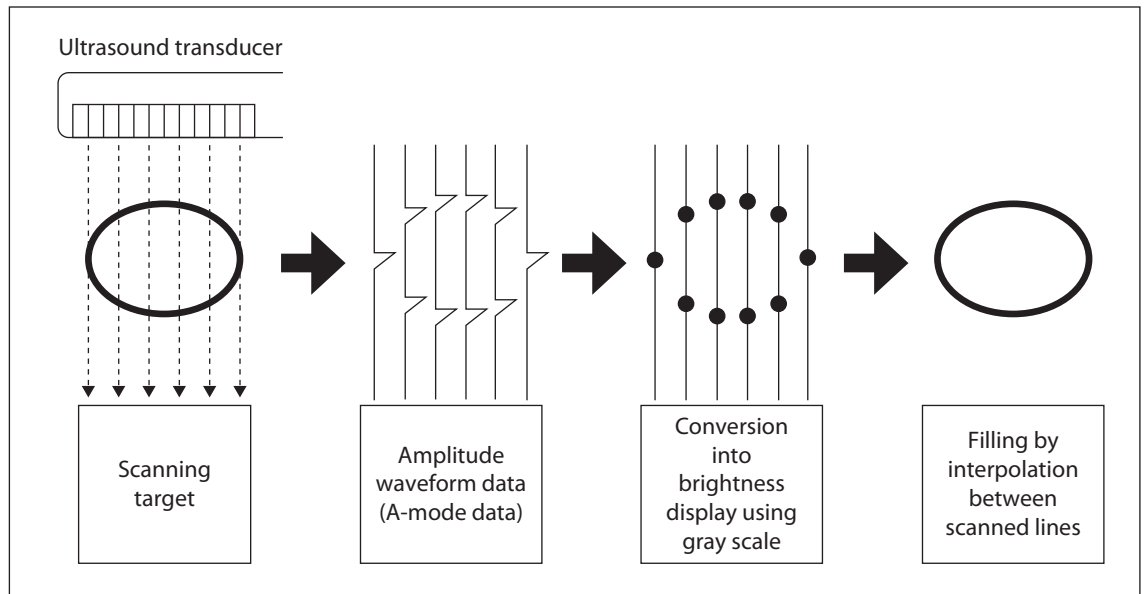 Ultrasound transducer
Scanning
target
Amplitude
waveform data
(A-mode data)
Conversion
into
brightness
display using
gray scale
Filling by
interpolation
between
scanned lines